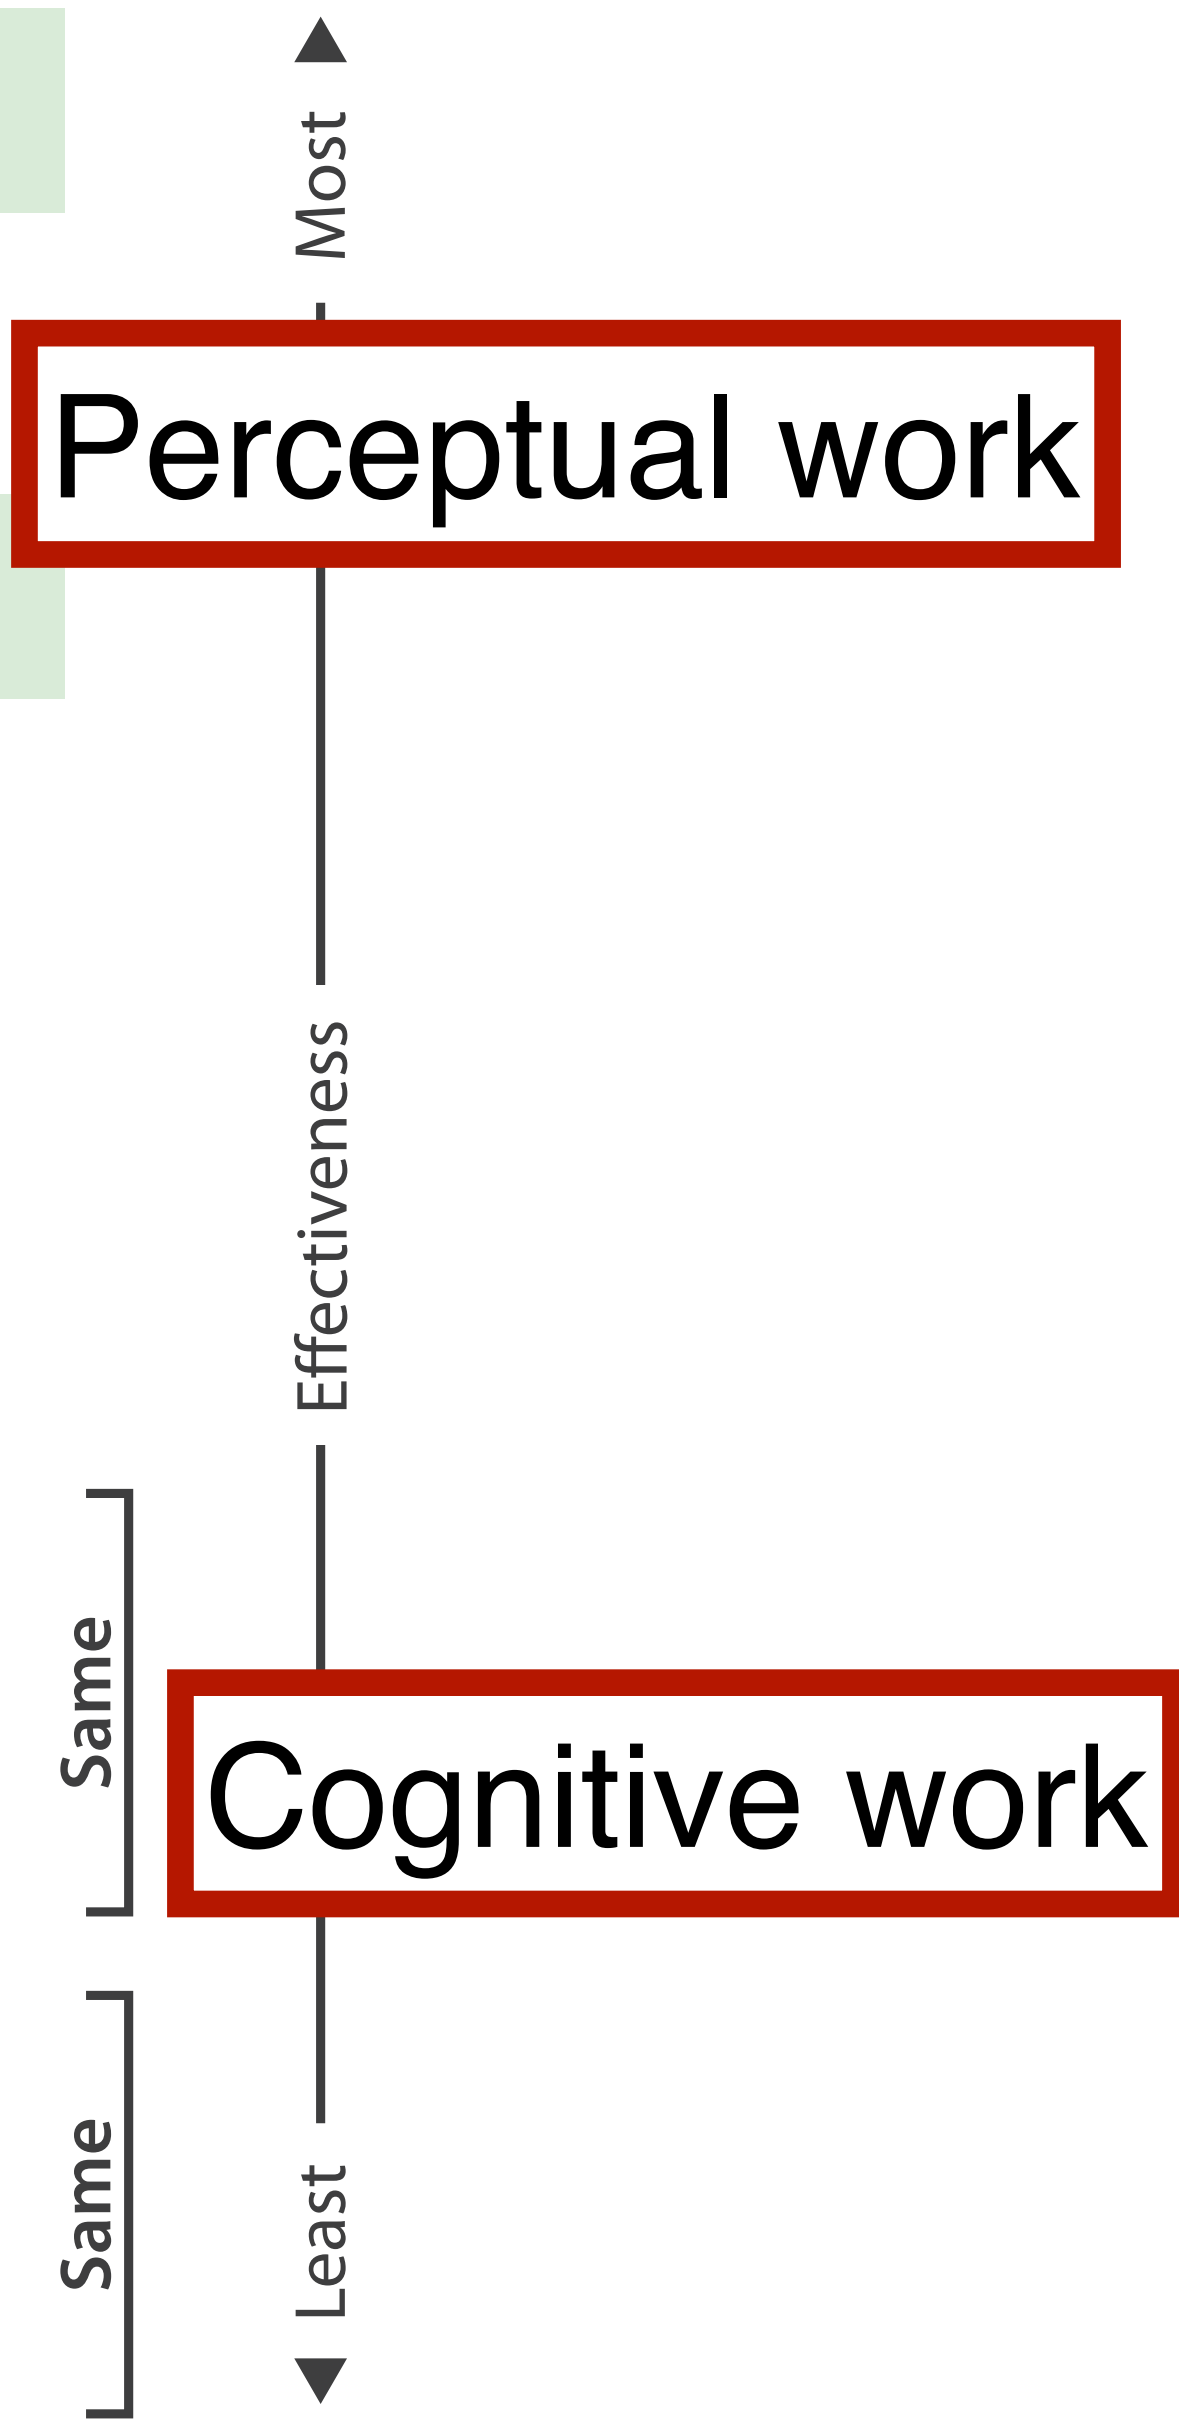 Most
Perceptual work
Effectiveness
Same
Cognitive work
Same
Least